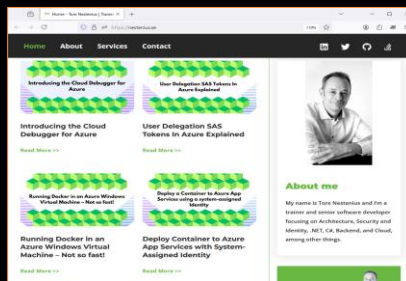 Home – Tore Nestenius | Trainer
https://nestenius.se
Home About Services Contact
Introducing the Cloud Debugger for
Azure
User Delegation SAS Tokens in
Azure Explained
Introducing the Cloud
Debugger for Azure
Read More >>
User Delegation SAS
Tokens in Azure Explained
Read More >>
Running Docker in an Azure Windows
Virtual Machine – Not so fast!
Deploy a Container to Azure App
Services using a system-assigned
Identity
Running Docker in an
Azure Windows Virtual
Machine – Not so fast!
Read More >>
Deploy Container to Azure
App Services with System-
Assigned Identity
Read More >>
About me
My name is Tore Nestenius and I'm a
trainer and senior software developer
focusing on Architecture, Security and
Identity, .NET, C#, Backend, and Cloud,
among other things.